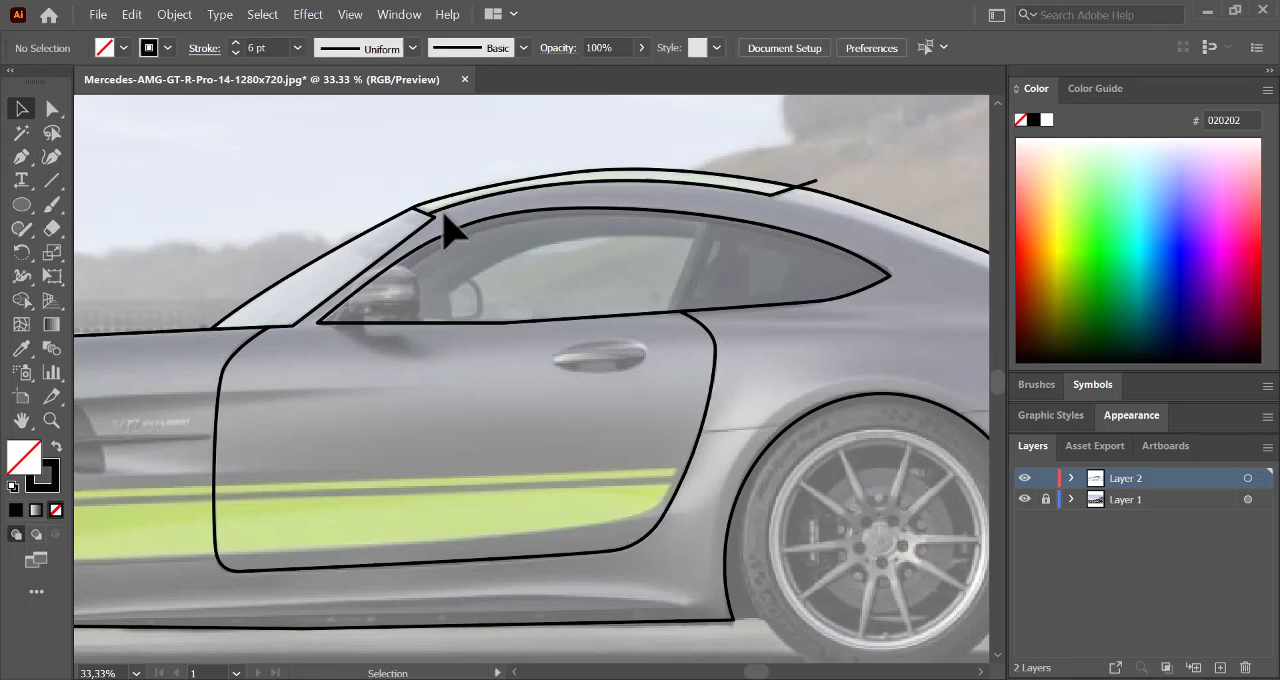 Ai File Edit Object Type Select Effect View Window Help Search Adobe Help
No Selection Stroke: 6 pt Uniform Basic Opacity: 100% Style: Document Setup Preferences
Mercedes-AMG-GT-R-Pro-14-1280x720.jpg* @ 33.33 % (RGB/Preview)
Color Color Guide
# 020202
Brushes Symbols
Graphic Styles Appearance
Layers Asset Export Artboards
Layer 2
Layer 1
33,33% 1 Selection 2 Layers